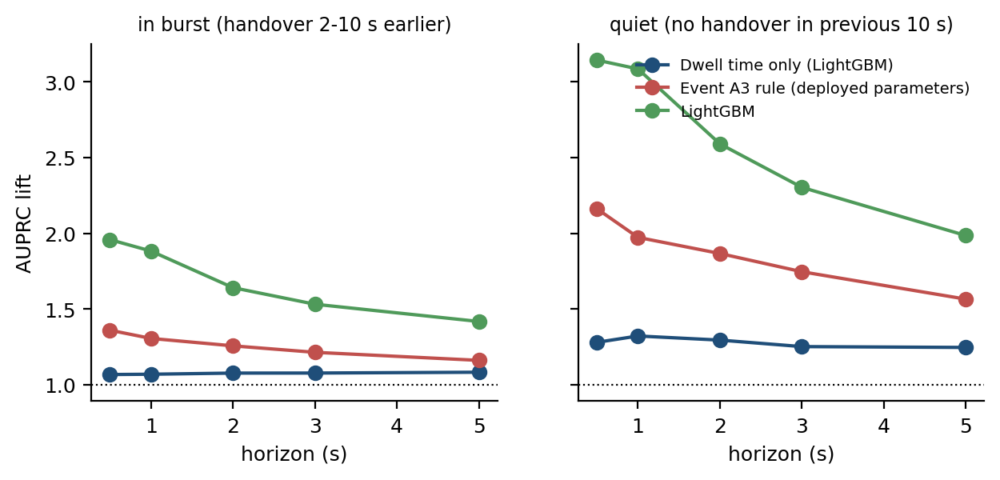 in burst (handover 2-10 s earlier)
quiet (no handover in previous 10 s)
AUPRC lift
3.0
2.5
2.0
1.5
1.0
1 2 3 4 5
horizon (s)
Dwell time only (LightGBM)
Event A3 rule (deployed parameters)
LightGBM
1 2 3 4 5
horizon (s)